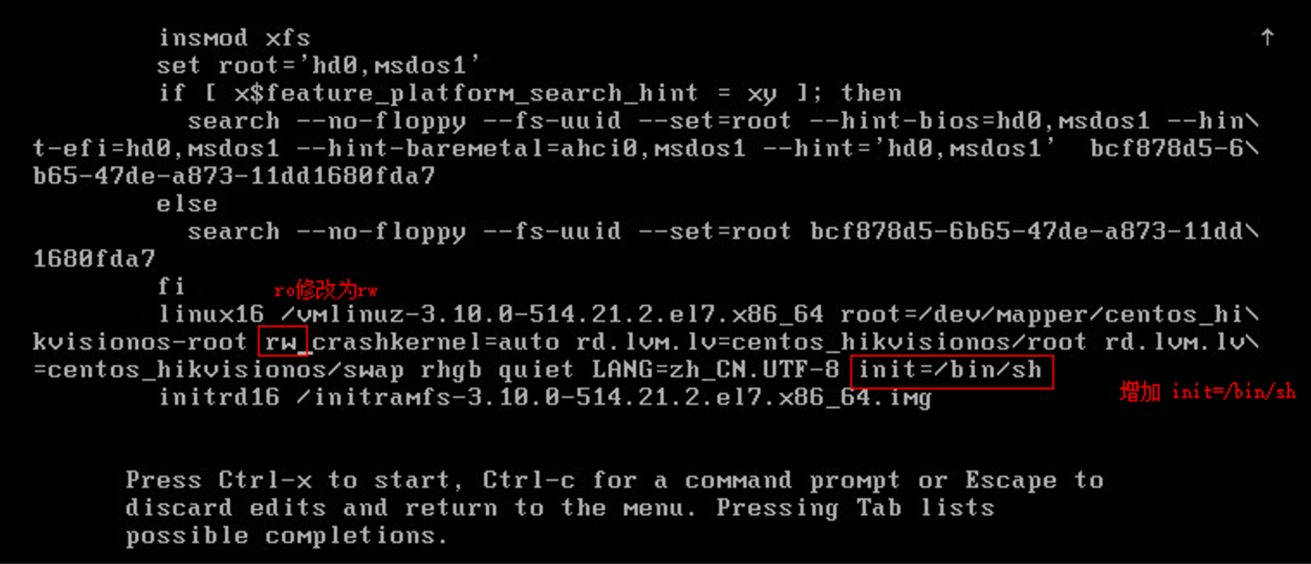 insmod xfs
↑
set root='hd0,msdos1'
if [ x$feature_platform_search_hint = xy ]; then
search --no-floppy --fs-uuid --set=root --hint-bios=hd0,msdos1 --hin\
t-efi=hd0,msdos1 --hint-baremetal=ahci0,msdos1 --hint='hd0,msdos1'  bcf878d5-6\
b65-47de-a873-11dd1680fda7
else
search --no-floppy --fs-uuid --set=root bcf878d5-6b65-47de-a873-11dd\
1680fda7
fi
ro修改为rw
linux16 /vmlinuz-3.10.0-514.21.2.el7.x86_64 root=/dev/mapper/centos_hi\
kvisionos-root rw_crashkernel=auto rd.lvm.lv=centos_hikvisionos/root rd.lvm.lv\
=centos_hikvisionos/swap rhgb quiet LANG=zh_CN.UTF-8 init=/bin/sh
增加 init=/bin/sh
initrd16 /initramfs-3.10.0-514.21.2.el7.x86_64.img
Press Ctrl-x to start, Ctrl-c for a command prompt or Escape to
discard edits and return to the menu. Pressing Tab lists
possible completions.